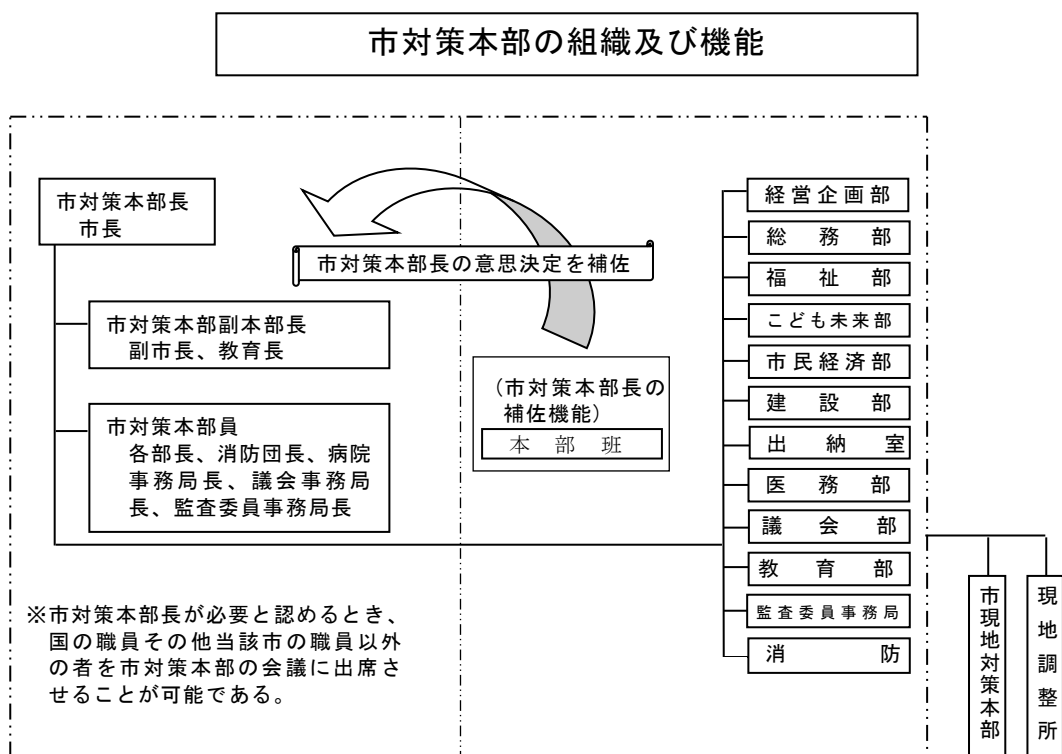 市対策本部の組織及び機能
市対策本部長
市長
市対策本部長の意思決定を補佐
市対策本部副本部長
副市長、教育長
市対策本部員
各部長、消防団長、病院
事務局長、議会事務局
長、監査委員事務局長
(市対策本部長の
補佐機能)
本部班
経営企画部
総務部
福祉部
こども未来部
市民経済部
建設部
出納室
医務部
議会部
教育部
監査委員事務局
消防
※市対策本部長が必要と認めるとき、
国の職員その他当該市の職員以外
の者を市対策本部の会議に出席さ
せることが可能である。
市現地対策本部
現地調整所